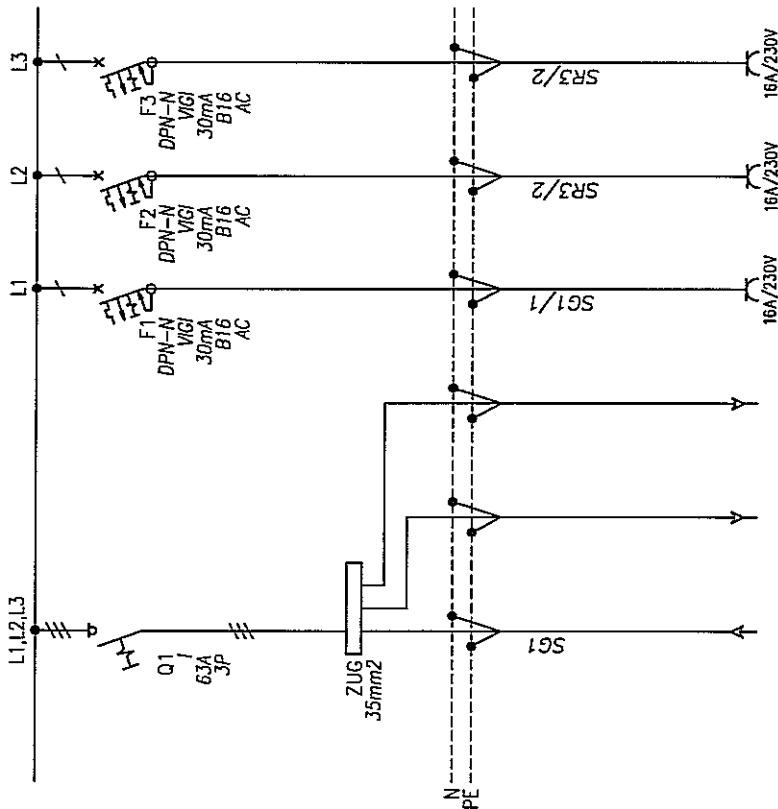 L1,L2,L3
L1
L2
L3
Q1
I
63A
3P
F1
DPN-N
VIGI
30mA
B16
AC
F2
DPN-N
VIGI
30mA
B16
AC
F3
DPN-N
VIGI
30mA
B16
AC
ZUG
35mm2
N
PE
SG1
SG1/1
SR3/2
SR3/2
16A/230V
16A/230V
16A/230V